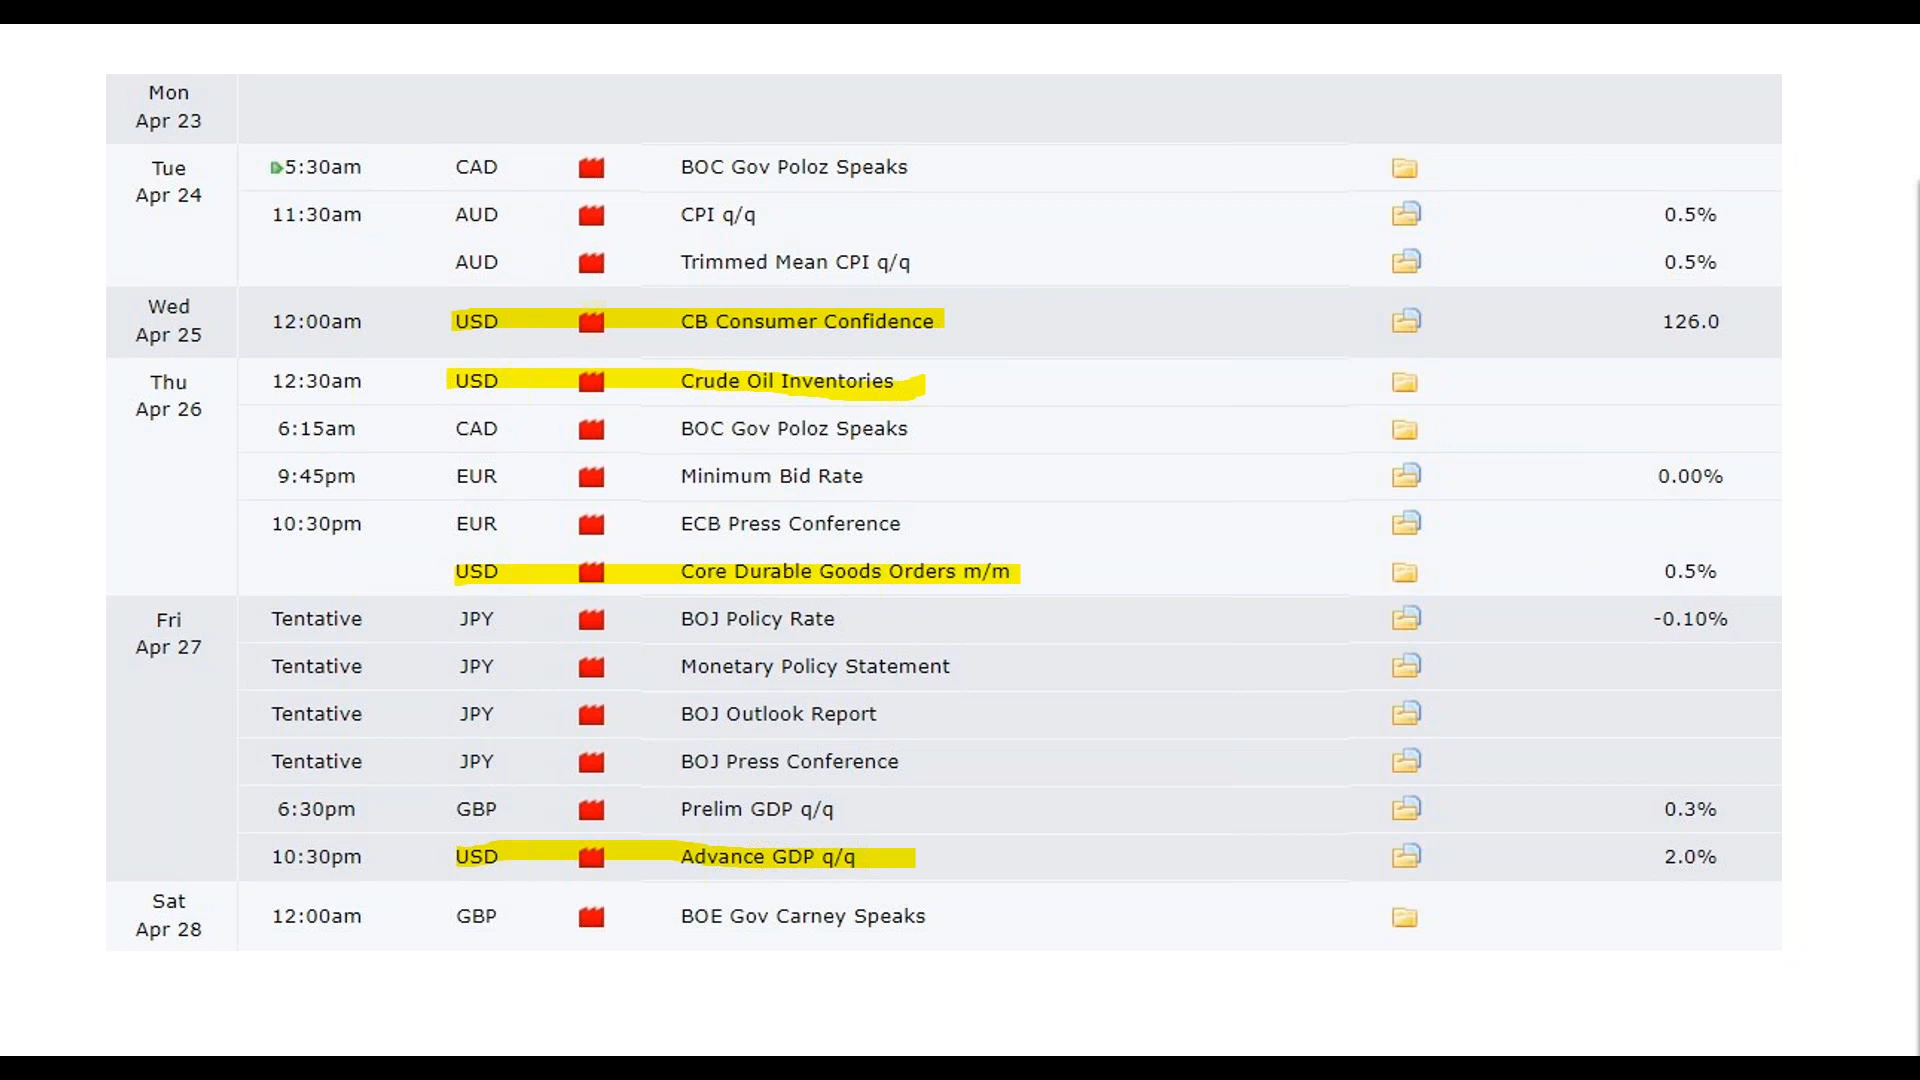 Mon
Apr 23
Tue
Apr 24
5:30am CAD BOC Gov Poloz Speaks
11:30am AUD CPI q/q 0.5%
AUD Trimmed Mean CPI q/q 0.5%
Wed
Apr 25
12:00am USD CB Consumer Confidence 126.0
Thu
Apr 26
12:30am USD Crude Oil Inventories
6:15am CAD BOC Gov Poloz Speaks
9:45pm EUR Minimum Bid Rate 0.00%
10:30pm EUR ECB Press Conference
USD Core Durable Goods Orders m/m 0.5%
Fri
Apr 27
Tentative JPY BOJ Policy Rate -0.10%
Tentative JPY Monetary Policy Statement
Tentative JPY BOJ Outlook Report
Tentative JPY BOJ Press Conference
6:30pm GBP Prelim GDP q/q 0.3%
10:30pm USD Advance GDP q/q 2.0%
Sat
Apr 28
12:00am GBP BOE Gov Carney Speaks